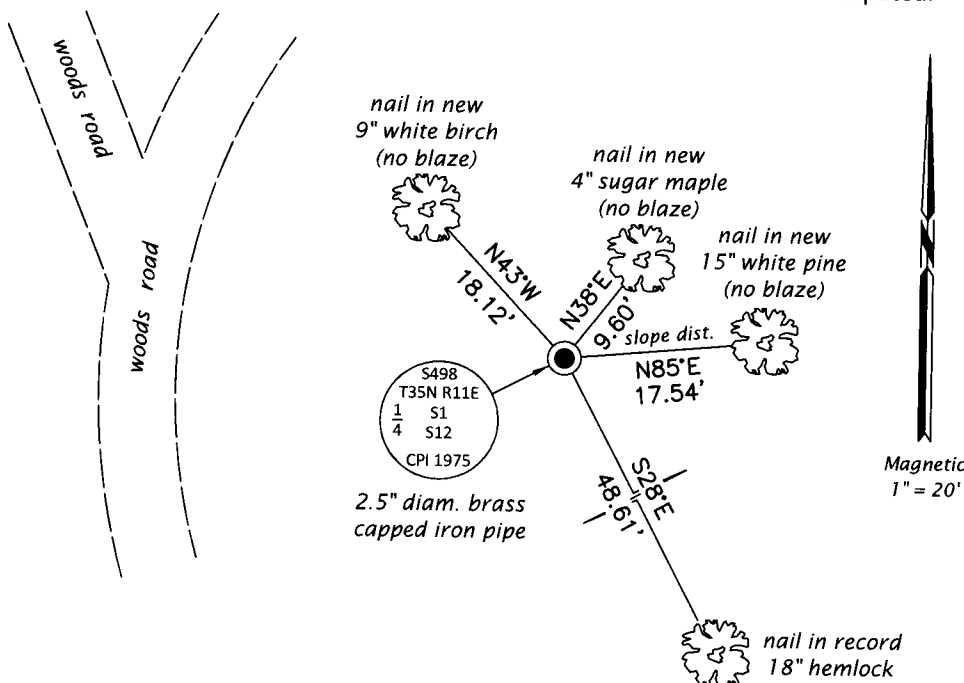 woods road
nail in new
9" white birch
(no blaze)
nail in new
4" sugar maple
(no blaze)
nail in new
15" white pine
(no blaze)
woods road
N43°W
18.12'
N38°E
9.60'
slope dist.
N85°E
17.54'
N
S498
T35N R11E
1/4 S1
S12
CPI 1975
2.5" diam. brass
capped iron pipe
S28°E
48.61'
Magnetic
1" = 20'
nail in record
18" hemlock